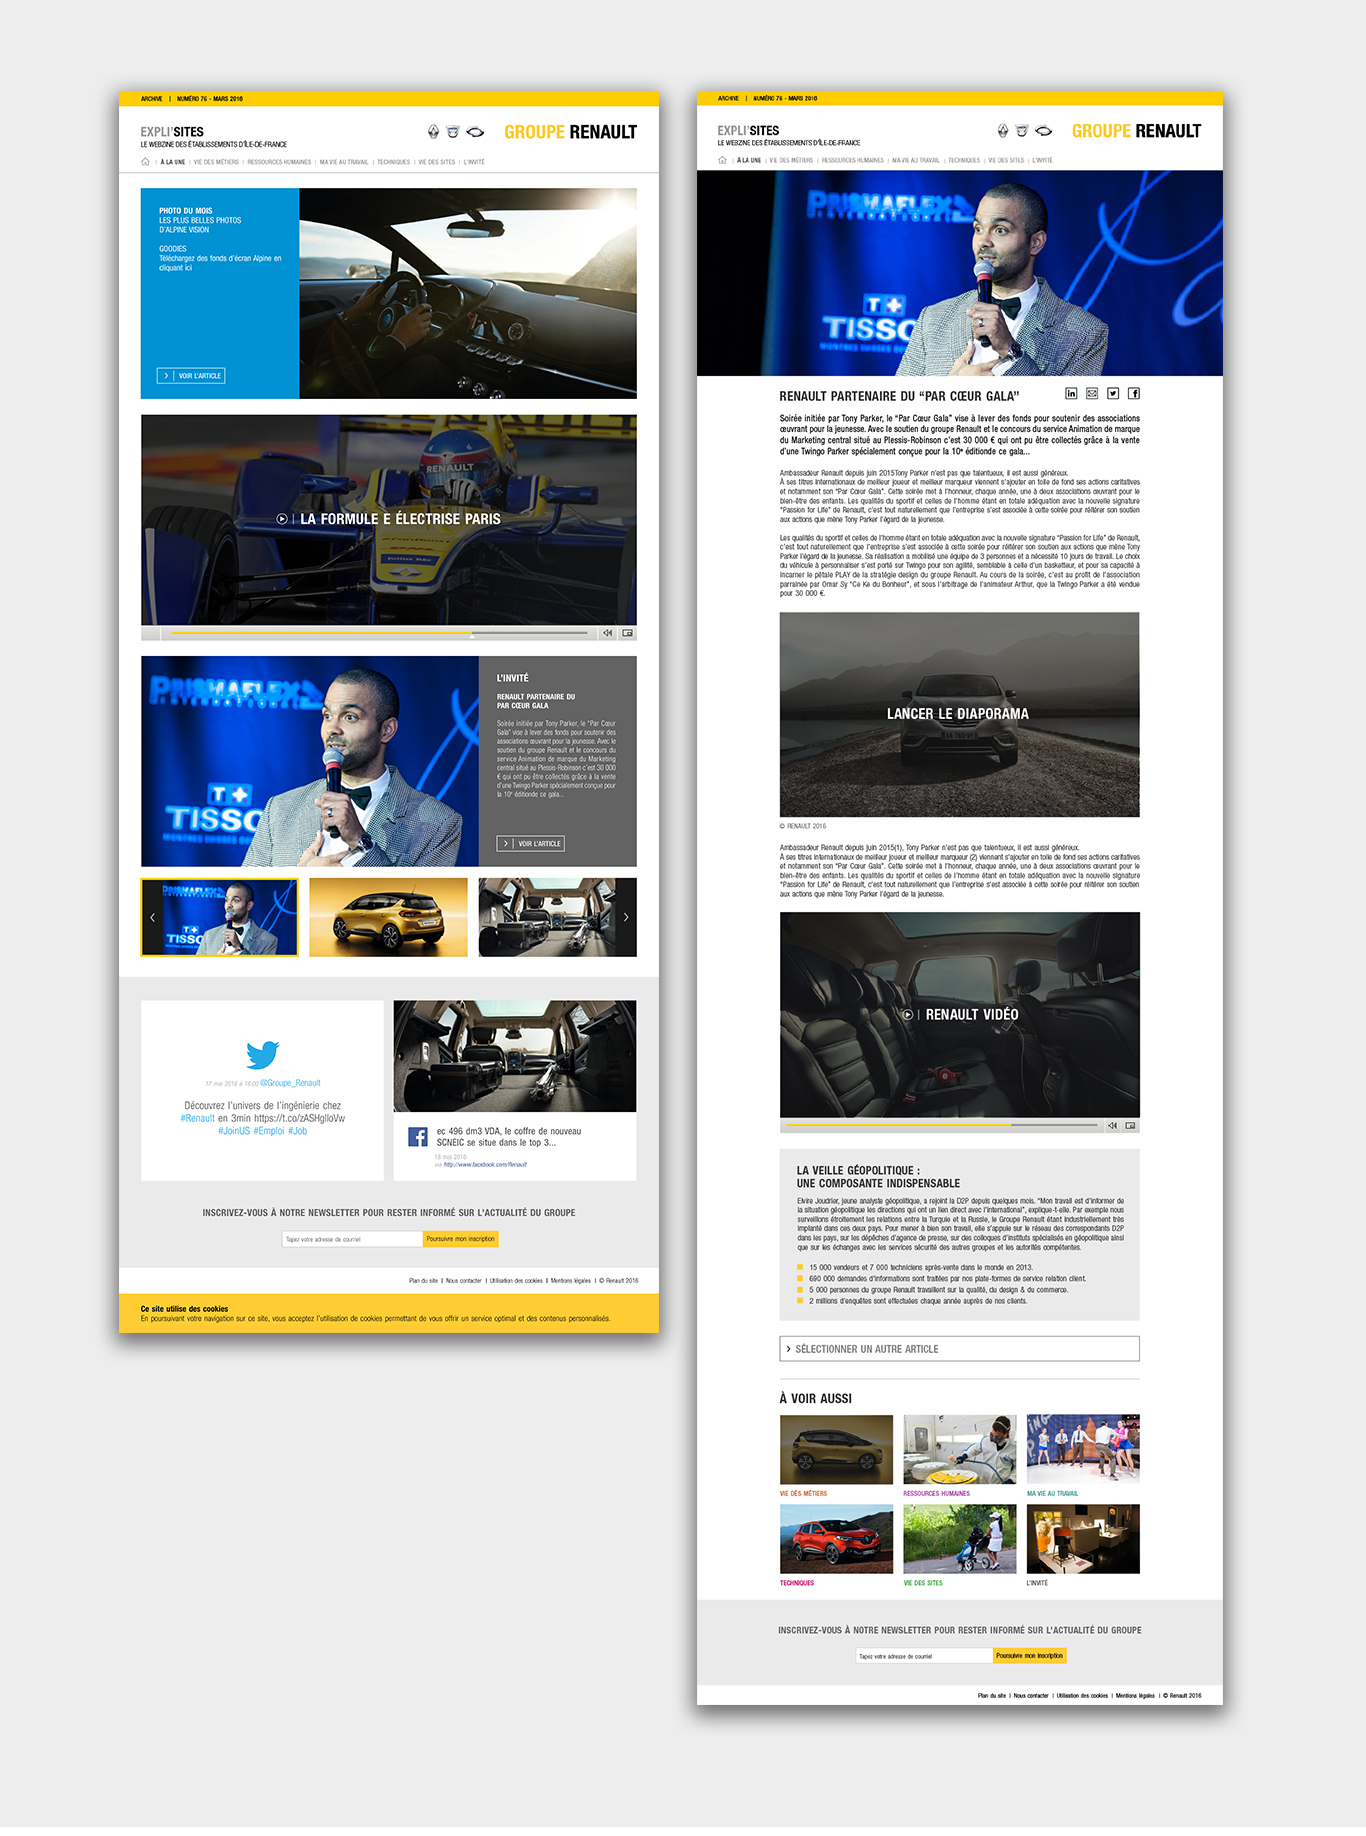 ARCHIVE | NUMÉRO 76 - MARS 2016
EXPLI'SITES
LE WEBZINE DES ÉTABLISSEMENTS D'ÎLE-DE-FRANCE
GROUPE RENAULT
À LA UNE | VIE DES MÉTIERS | RESSOURCES HUMAINES | MA VIE AU TRAVAIL | TECHNIQUES | VIE DES SITES | L'INVITÉ
PHOTO DU MOIS
LES PLUS BELLES PHOTOS
D'ALPINE VISION
GOODIES
Téléchargez des fonds d'écran Alpine en
cliquant ici
VOIR L'ARTICLE
RENAULT
LA FORMULE E ÉLECTRISE PARIS
PRISMAFLEX
INTERNATIONAL
TISSO
L'INVITÉ
RENAULT PARTENAIRE DU
PAR CŒUR GALA
Soirée initiée par Tony Parker, le "Par Cœur
Gala" vise à lever des fonds pour soutenir des
associations œuvrant pour la jeunesse. Avec le
soutien du groupe Renault et le concours du
service Animation de marque du Marketing
central situé au Plessis-Robinson c'est 30 000
€ qui ont pu être collectés grâce à la vente
d'une Twingo Parker spécialement conçue pour
la 10e éditionde ce gala...
VOIR L'ARTICLE
PRISMAFLEX
TISSO
17 mai 2016 à 18:00 @Groupe_Renault
Découvrez l'univers de l'ingénierie chez
#Renault en 3min https://t.co/zASHglloVw
#JoinUS #Emploi #Job
ec 496 dm3 VDA, le coffre de nouveau
SCNEIC se situe dans le top 3...
18 mai 2016
via http://www.facebook.com/Renault
INSCRIVEZ-VOUS À NOTRE NEWSLETTER POUR RESTER INFORMÉ SUR L'ACTUALITÉ DU GROUPE
Tapez votre adresse de courriel
Poursuivre mon inscription
Plan du site | Nous contacter | Utilisation des cookies | Mentions légales | © Renault 2016
Ce site utilise des cookies
En poursuivant votre navigation sur ce site, vous acceptez l'utilisation de cookies permettant de vous offrir un service optimal et des contenus personnalisés.
ARCHIVE | NUMÉRO 76 - MARS 2016
EXPLI'SITES
LE WEBZINE DES ÉTABLISSEMENTS D'ÎLE-DE-FRANCE
GROUPE RENAULT
À LA UNE | VIE DES MÉTIERS | RESSOURCES HUMAINES | MA VIE AU TRAVAIL | TECHNIQUES | VIE DES SITES | L'INVITÉ
PRISMAFLEX
INTERNATIONAL
TISSO
RENAULT PARTENAIRE DU "PAR CŒUR GALA"
Soirée initiée par Tony Parker, le "Par Cœur Gala" vise à lever des fonds pour soutenir des associations
œuvrant pour la jeunesse. Avec le soutien du groupe Renault et le concours du service Animation de marque
du Marketing central situé au Plessis-Robinson c'est 30 000 € qui ont pu être collectés grâce à la vente
d'une Twingo Parker spécialement conçue pour la 10e éditionde ce gala...
Ambassadeur Renault depuis juin 2015Tony Parker n'est pas que talentueux, il est aussi généreux.
À ses titres internationaux de meilleur joueur et meilleur marqueur viennent s'ajouter en toile de fond ses actions caritatives
et notamment son "Par Cœur Gala". Cette soirée met à l'honneur, chaque année, une à deux associations œuvrant pour le
bien-être des enfants. Les qualités du sportif et celles de l'homme étant en totale adéquation avec la nouvelle signature
"Passion for Life" de Renault, c'est tout naturellement que l'entreprise s'est associée à cette soirée pour réitérer son soutien
aux actions que mène Tony Parker l'égard de la jeunesse.
Les qualités du sportif et celles de l'homme étant en totale adéquation avec la nouvelle signature "Passion for Life" de Renault,
c'est tout naturellement que l'entreprise s'est associée à cette soirée pour réitérer son soutien aux actions que mène Tony
Parker l'égard de la jeunesse. Sa réalisation a mobilisé une équipe de 3 personnes et a nécessité 10 jours de travail. Le choix
du véhicule à personnaliser s'est porté sur Twingo pour son agilité, semblable à celle d'un basketteur, et pour sa capacité à
incarner le pétale PLAY de la stratégie design du groupe Renault. Au cours de la soirée, c'est au profit de l'association
parrainée par Omar Sy "Ce Ke du Bonheur", et sous l'arbitrage de l'animateur Arthur, que la Twingo Parker a été vendue
pour 30 000 €.
LANCER LE DIAPORAMA
© RENAULT 2016
Ambassadeur Renault depuis juin 2015(1), Tony Parker n'est pas que talentueux, il est aussi généreux.
À ses titres internationaux de meilleur joueur et meilleur marqueur (2) viennent s'ajouter en toile de fond ses actions caritatives
et notamment son "Par Cœur Gala". Cette soirée met à l'honneur, chaque année, une à deux associations œuvrant pour le
bien-être des enfants. Les qualités du sportif et celles de l'homme étant en totale adéquation avec la nouvelle signature
"Passion for Life" de Renault, c'est tout naturellement que l'entreprise s'est associée à cette soirée pour réitérer son soutien
aux actions que mène Tony Parker l'égard de la jeunesse.
RENAULT VIDÉO
LA VEILLE GÉOPOLITIQUE :
UNE COMPOSANTE INDISPENSABLE
Elvire Joudrier, jeune analyste géopolitique, a rejoint la D2P depuis quelques mois. "Mon travail est d'informer de
la situation géopolitique les directions qui ont un lien direct avec l'international", explique-t-elle. Par exemple nous
surveillons étroitement les relations entre la Turquie et la Russie, le Groupe Renault étant industriellement très
implanté dans ces deux pays. Pour mener à bien son travail, elle s'appuie sur le réseau des correspondants D2P
dans les pays, sur les dépêches d'agence de presse, sur des colloques d'instituts spécialisés en géopolitique ainsi
que sur les échanges avec les services sécurité des autres groupes et les autorités compétentes.
15 000 vendeurs et 7 000 techniciens après-vente dans le monde en 2013.
690 000 demandes d'informations sont traitées par nos plate-formes de service relation client.
5 000 personnes du groupe Renault travaillent sur la qualité, du design & du commerce.
2 millions d'enquêtes sont effectuées chaque année auprès de nos clients.
SÉLECTIONNER UN AUTRE ARTICLE
À VOIR AUSSI
VIE DÈS MÉTIERS
RESSOURCES HUMAINES
MA VIE AU TRAVAIL
TECHNIQUES
VIE DES SITES
L'INVITÉ
INSCRIVEZ-VOUS À NOTRE NEWSLETTER POUR RESTER INFORMÉ SUR L'ACTUALITÉ DU GROUPE
Tapez votre adresse de courriel
Poursuivre mon inscription
Plan du site | Nous contacter | Utilisation des cookies | Mentions légales | © Renault 2016